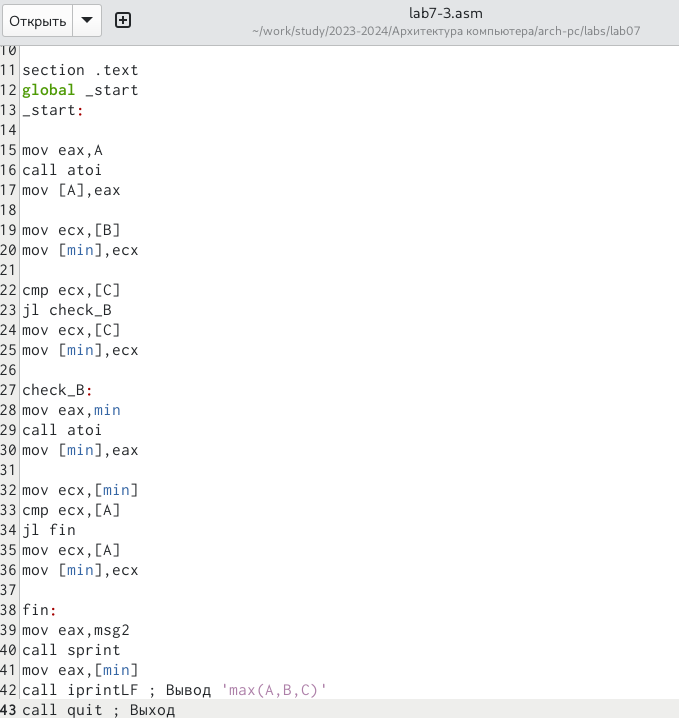 Открыть
lab7-3.asm
~/work/study/2023-2024/Архитектура компьютера/arch-pc/labs/lab07
10
11 section .text
12 global _start
13 _start:
14
15 mov eax,A
16 call atoi
17 mov [A],eax
18
19 mov ecx,[B]
20 mov [min],ecx
21
22 cmp ecx,[C]
23 jl check_B
24 mov ecx,[C]
25 mov [min],ecx
26
27 check_B:
28 mov eax,min
29 call atoi
30 mov [min],eax
31
32 mov ecx,[min]
33 cmp ecx,[A]
34 jl fin
35 mov ecx,[A]
36 mov [min],ecx
37
38 fin:
39 mov eax,msg2
40 call sprint
41 mov eax,[min]
42 call iprintLF ; Вывод 'max(A,B,C)'
43 call quit ; Выход